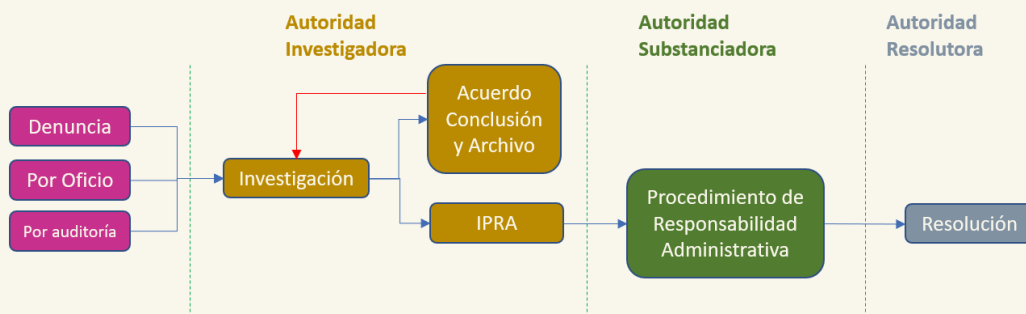 Autoridad
Investigadora
Autoridad
Substanciadora
Autoridad
Resolutora
Denuncia
Por Oficio
Por auditoría
Investigación
Acuerdo
Conclusión
y Archivo
IPRA
Procedimiento de
Responsabilidad
Administrativa
Resolución